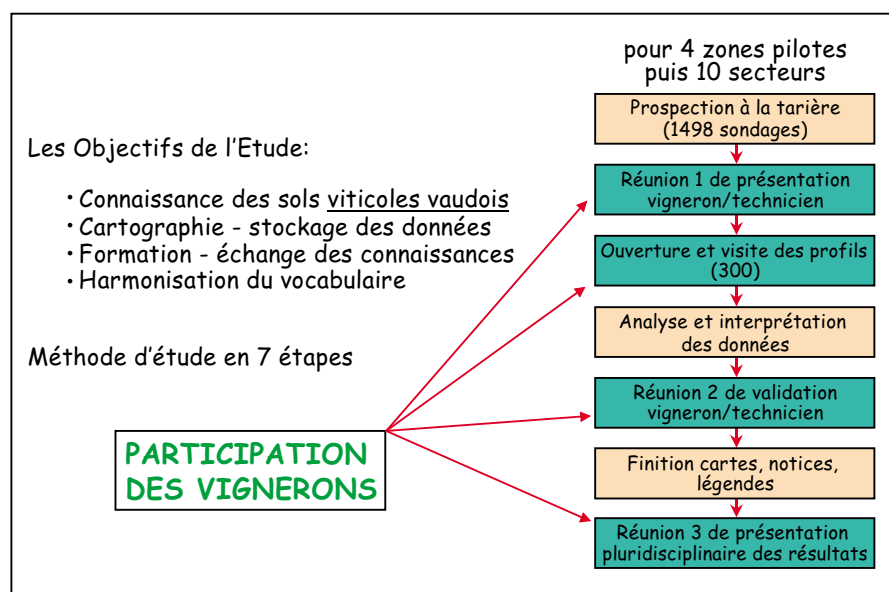 Les Objectifs de l'Etude:
· Connaissance des sols viticoles vaudois
· Cartographie - stockage des données
· Formation - échange des connaissances
· Harmonisation du vocabulaire
Méthode d'étude en 7 étapes
PARTICIPATION
DES VIGNERONS
pour 4 zones pilotes
puis 10 secteurs
Prospection à la tarière
(1498 sondages)
Réunion 1 de présentation
vigneron/technicien
Ouverture et visite des profils
(300)
Analyse et interprétation
des données
Réunion 2 de validation
vigneron/technicien
Finition cartes, notices,
légendes
Réunion 3 de présentation
pluridisciplinaire des résultats